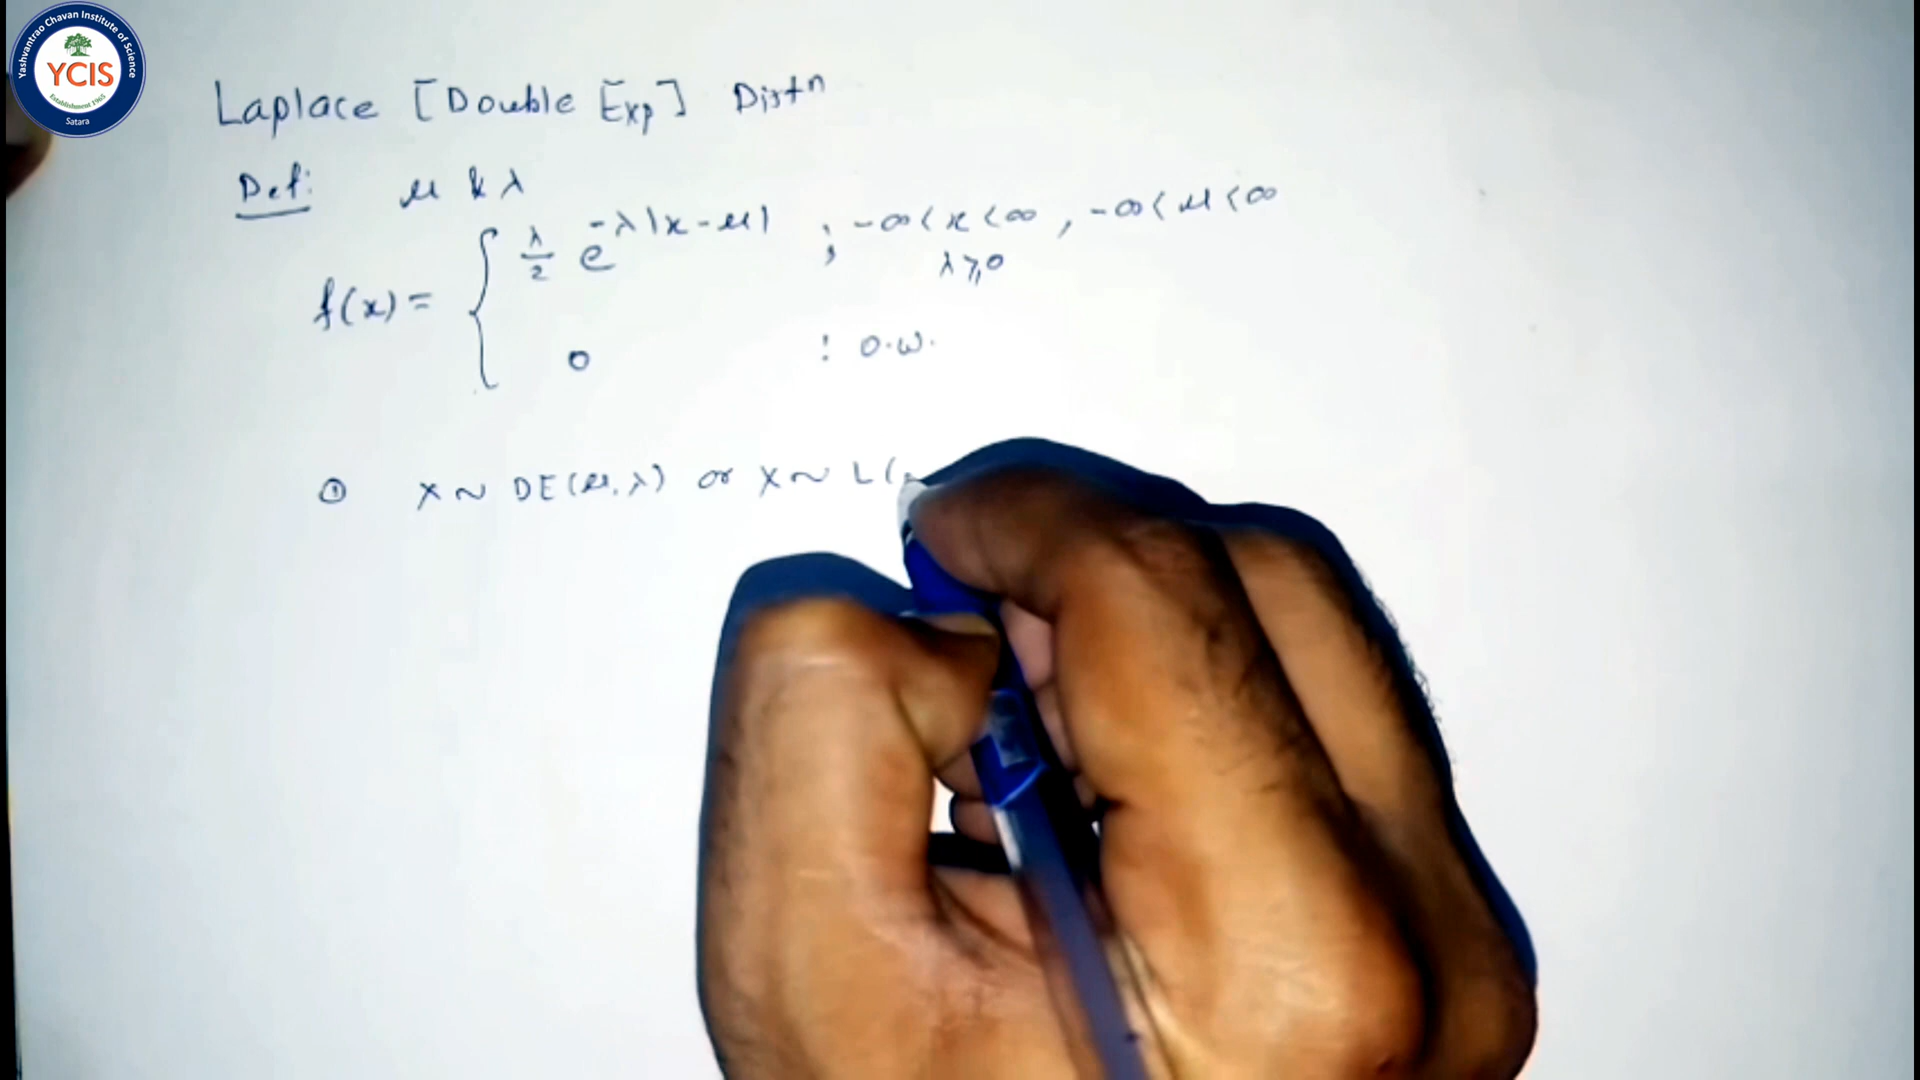 Yashvantrao Chavan Institute of Science
YCIS
Establishment 1965
Satara
Laplace [Double Exp] Distⁿ
Def: μ & λ
f(x) = { λ/2 e^{-λ|x-μ|} ; -∞<x<∞, -∞<μ<∞
λ≥0
0 ; o.w.
① X ~ DE(μ, λ) or X ~ L(